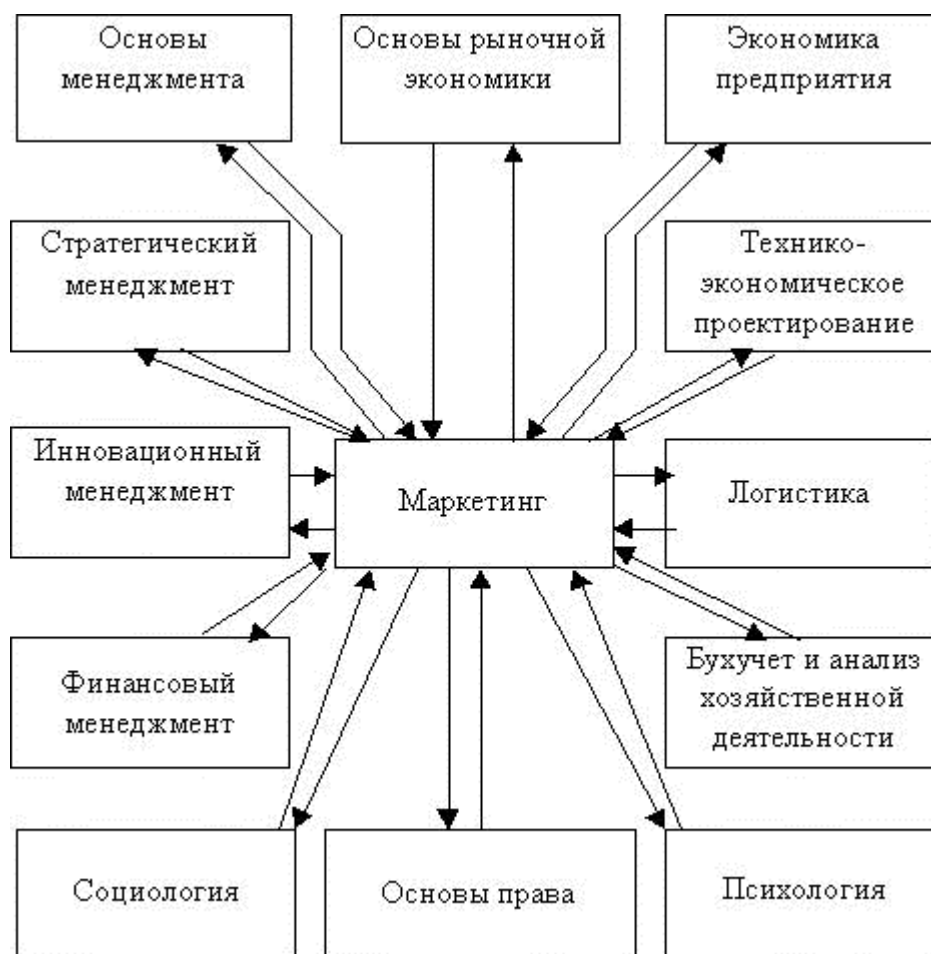 Основы
менеджмента
Основы рыночной
экономики
Экономика
предприятия
Стратегический
менеджмент
Технико-
экономическое
проектирование
Инновационный
менеджмент
Маркетинг
Логистика
Финансовый
менеджмент
Бухучет и анализ
хозяйственной
деятельности
Социология
Основы права
Психология